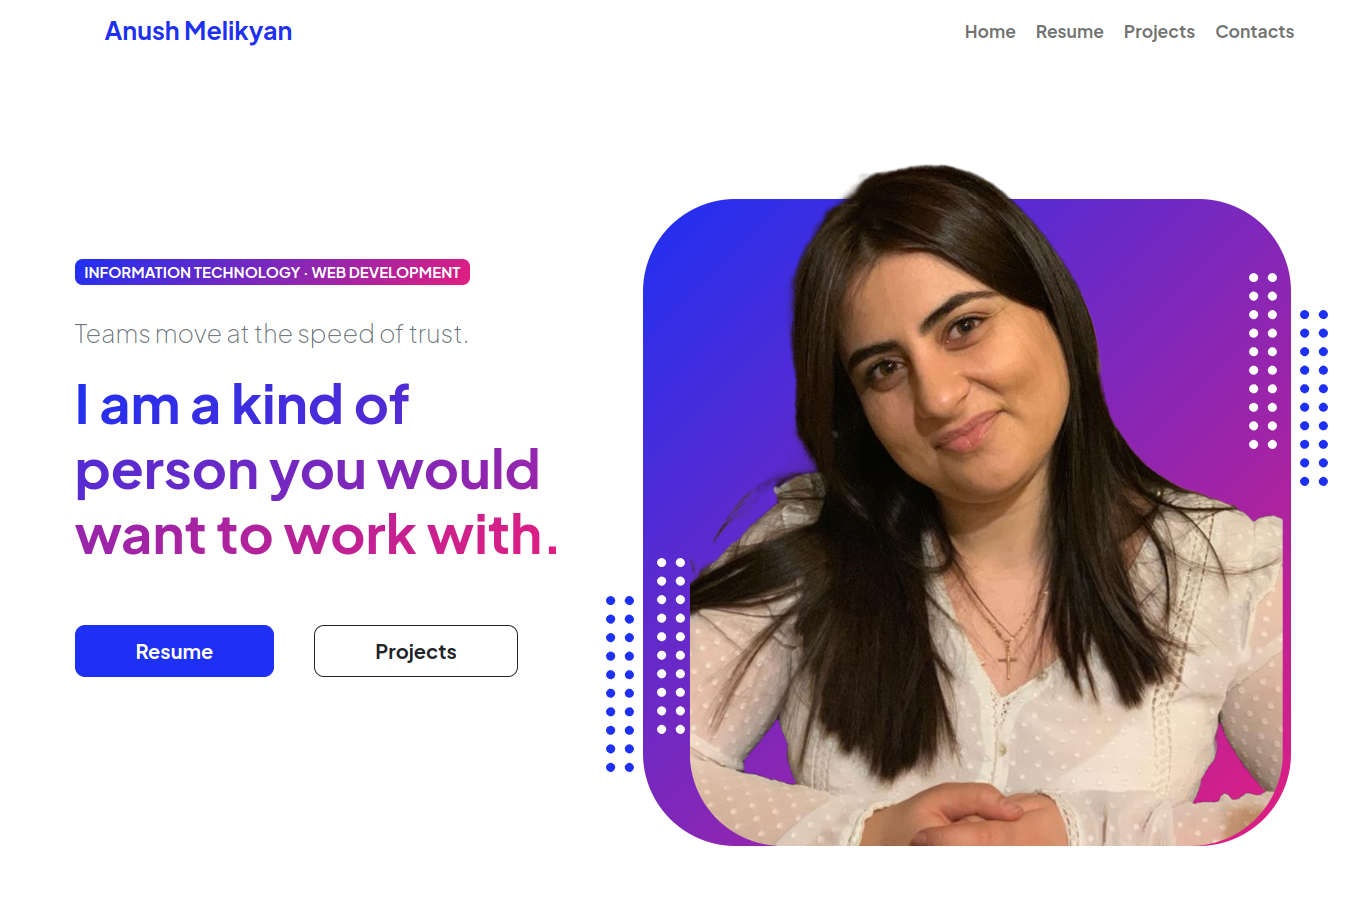 Anush Melikyan
Home Resume Projects Contacts
INFORMATION TECHNOLOGY · WEB DEVELOPMENT
Teams move at the speed of trust.
I am a kind of
person you would
want to work with.
Resume Projects